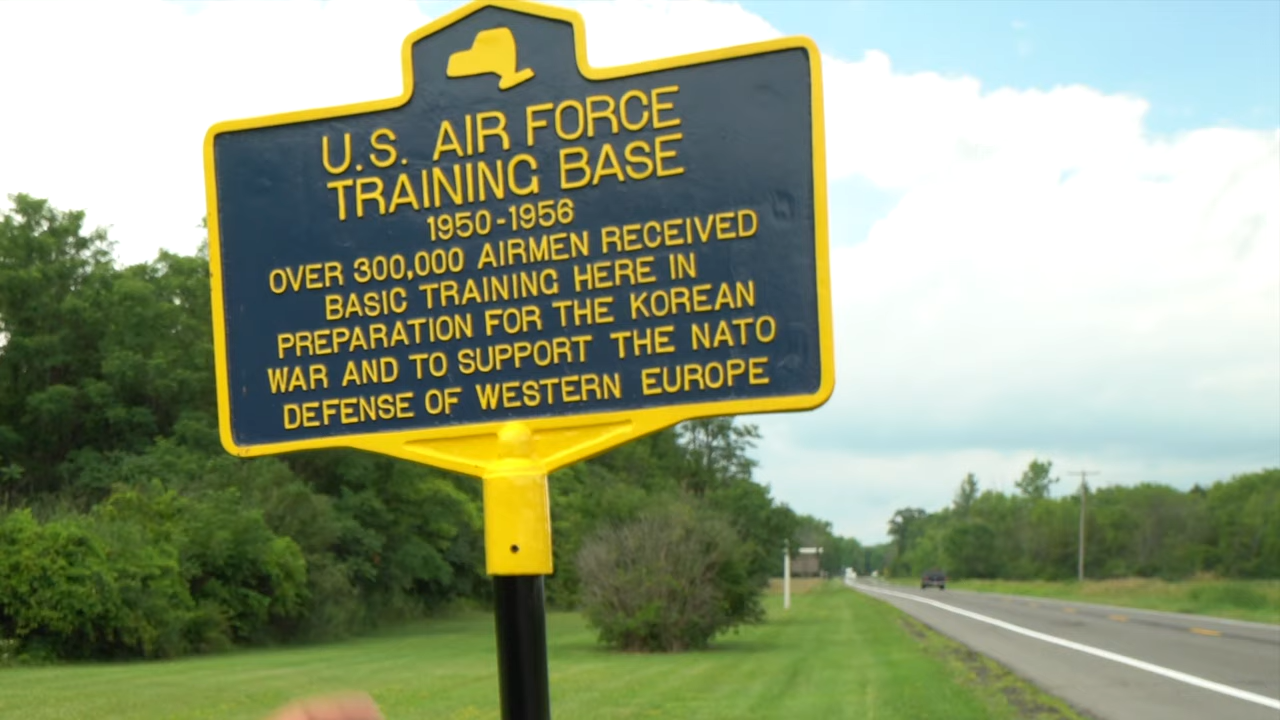 U.S. AIR FORCE
TRAINING BASE
1950-1956
OVER 300,000 AIRMEN RECEIVED
BASIC TRAINING HERE IN
PREPARATION FOR THE KOREAN
WAR AND TO SUPPORT THE NATO
DEFENSE OF WESTERN EUROPE